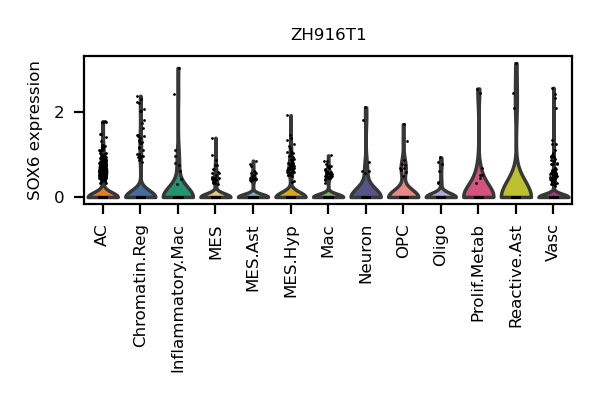 ZH916T1
SOX6 expression
2
0
AC
Chromatin.Reg
Inflammatory.Mac
MES
MES.Ast
MES.Hyp
Mac
Neuron
OPC
Oligo
Prolif.Metab
Reactive.Ast
Vasc